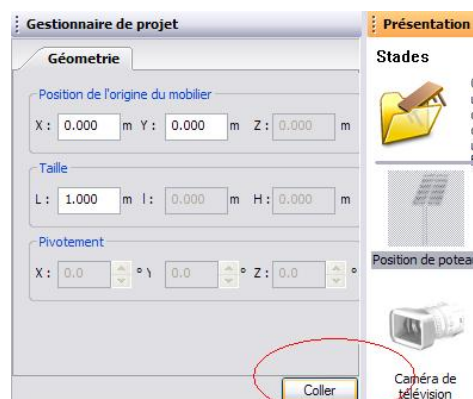 Gestionnaire de projet
Présentation
Géometrie
Stades
Position de l'origine du mobilier
X : 0.000 m Y : 0.000 m Z : 0.000 m
Taille
L : 1.000 m l : 0.000 m H : 0.000 m
Pivotement
X : 0.0 ° 0.0 ° Z : 0.0 °
Position de
Coller
Caméra de
télévision